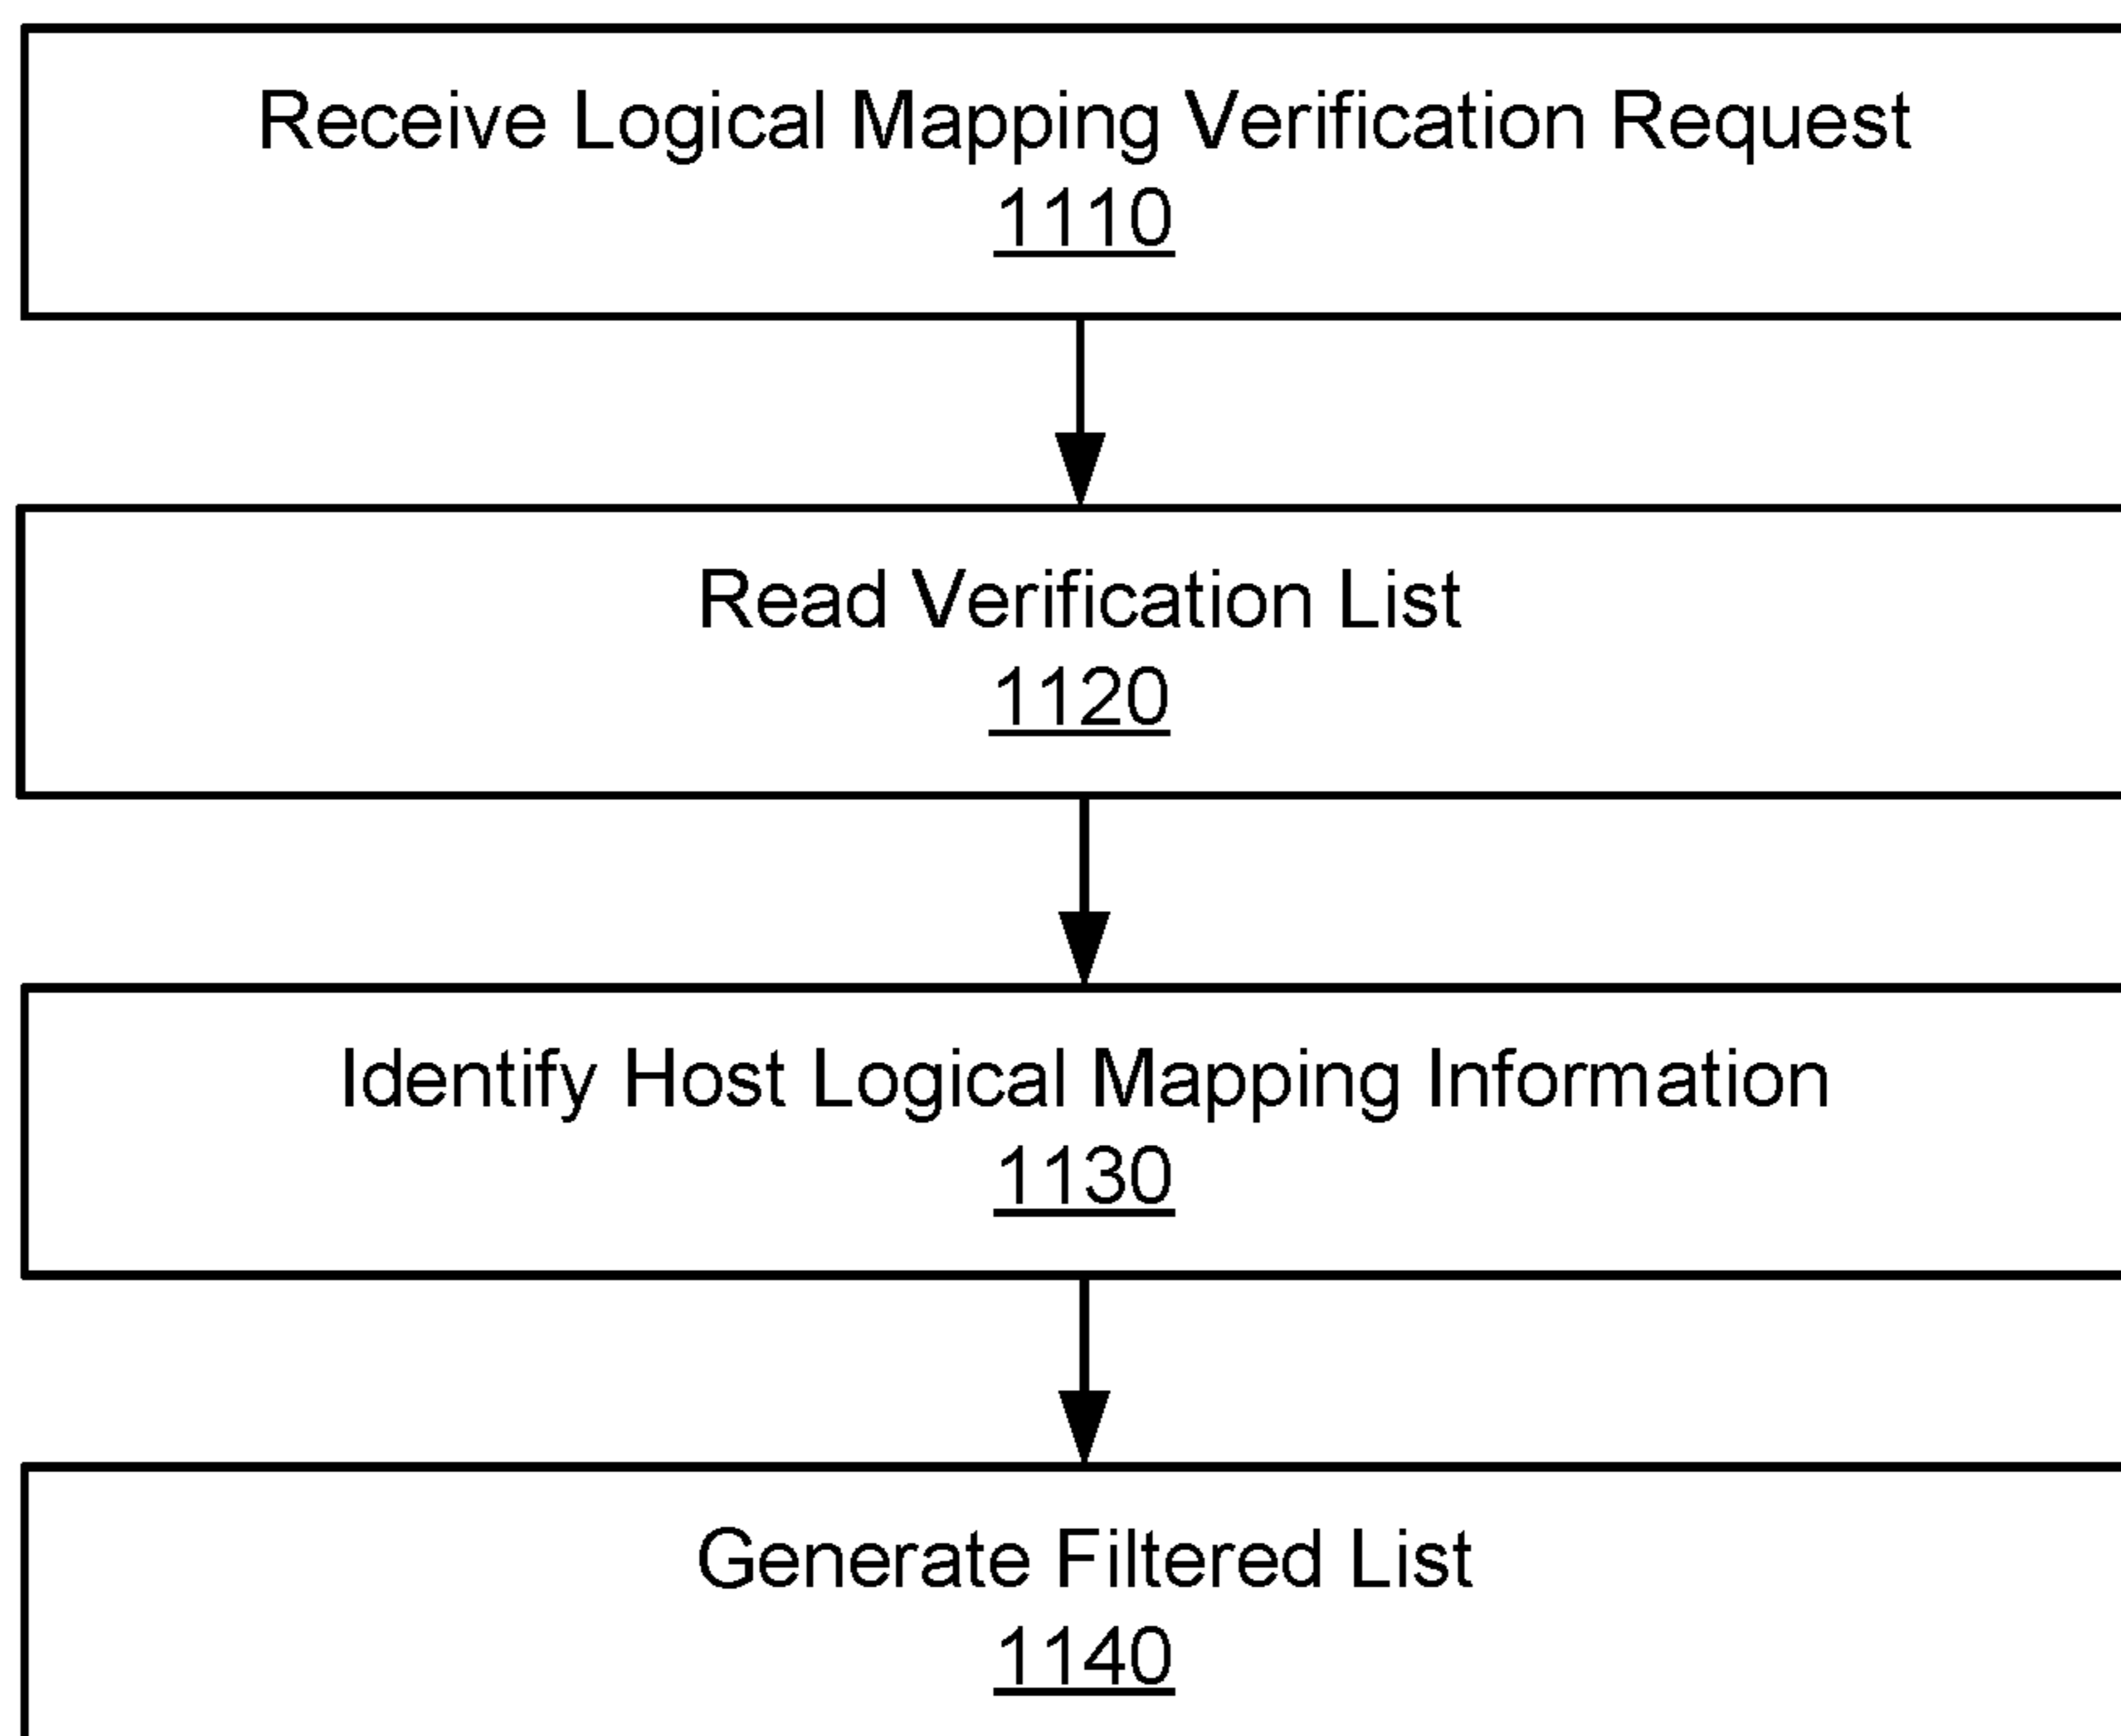 Receive Logical Mapping Verification Request
1110
Read Verification List
1120
Identify Host Logical Mapping Information
1130
Generate Filtered List
1140